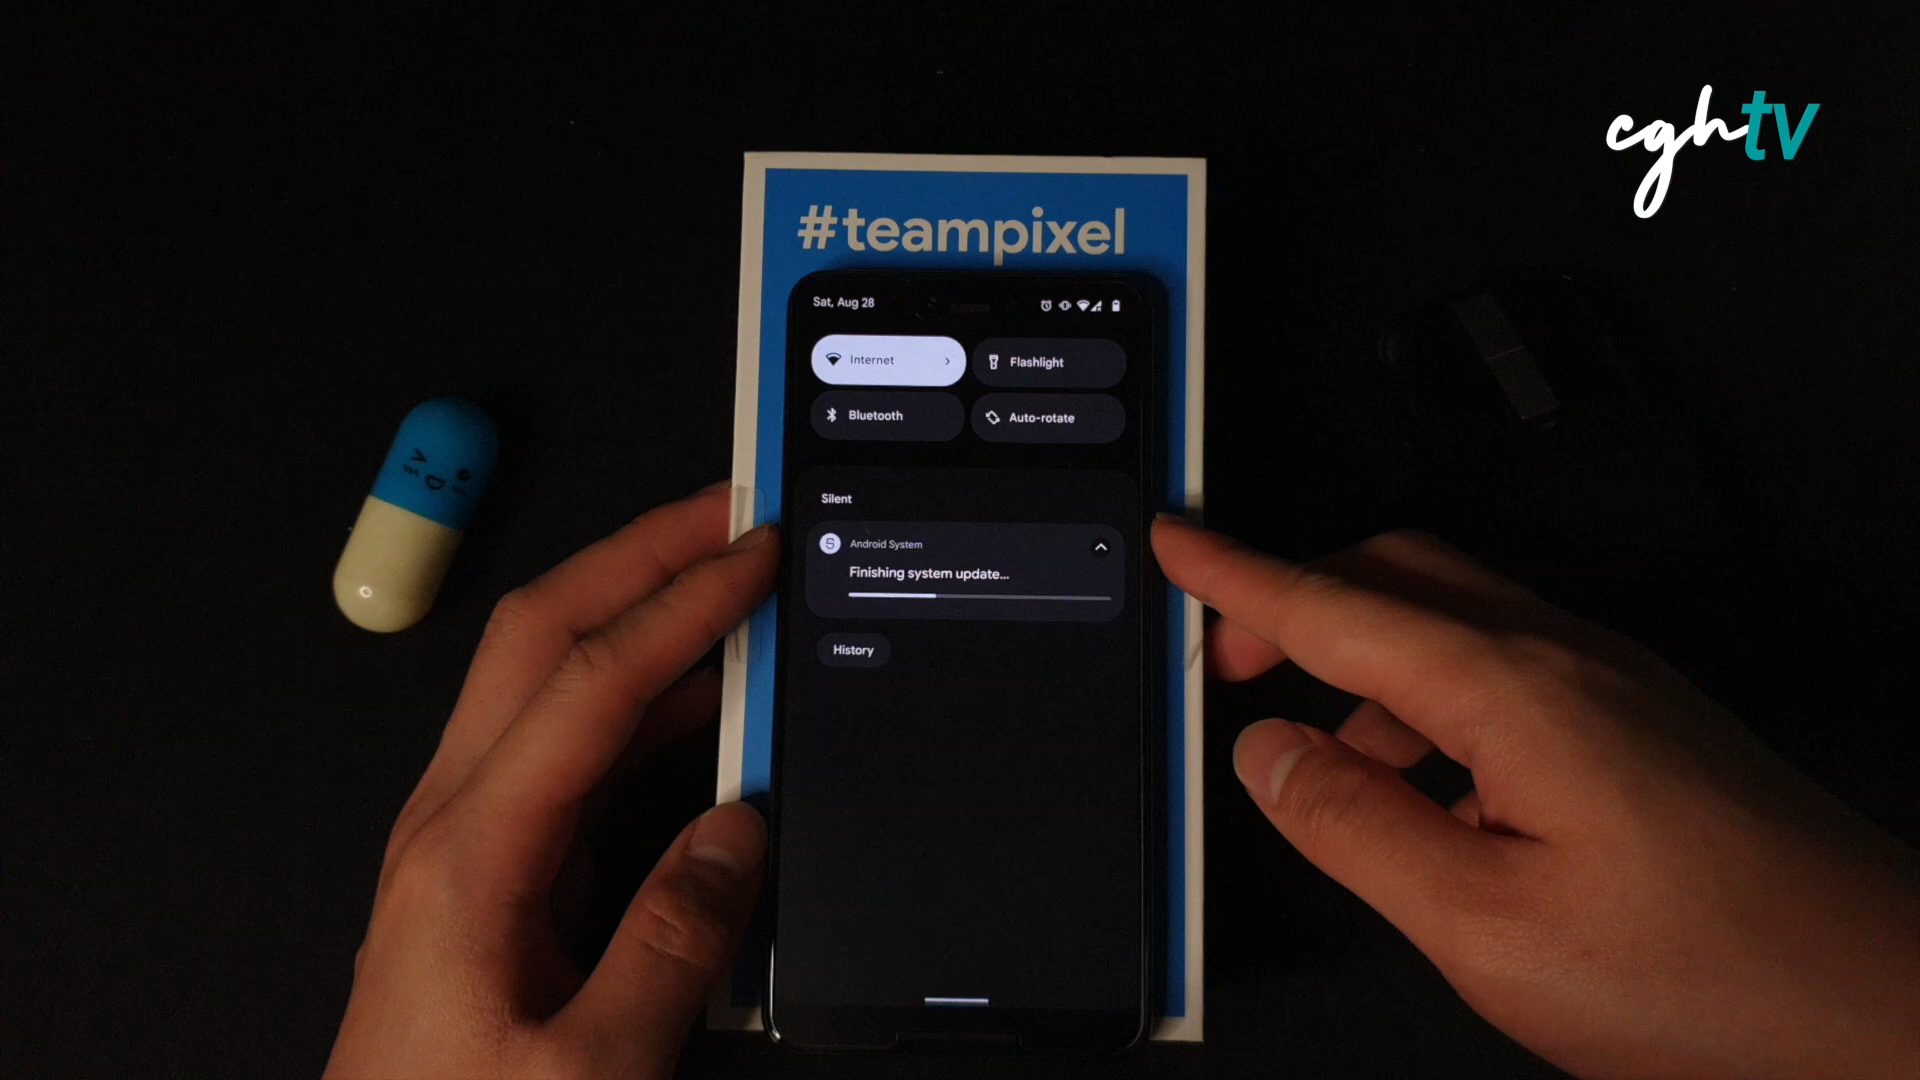 cghtv
#teampixel
Sat, Aug 28
Internet
Flashlight
Bluetooth
Auto-rotate
Silent
S Android System
Finishing system update...
History